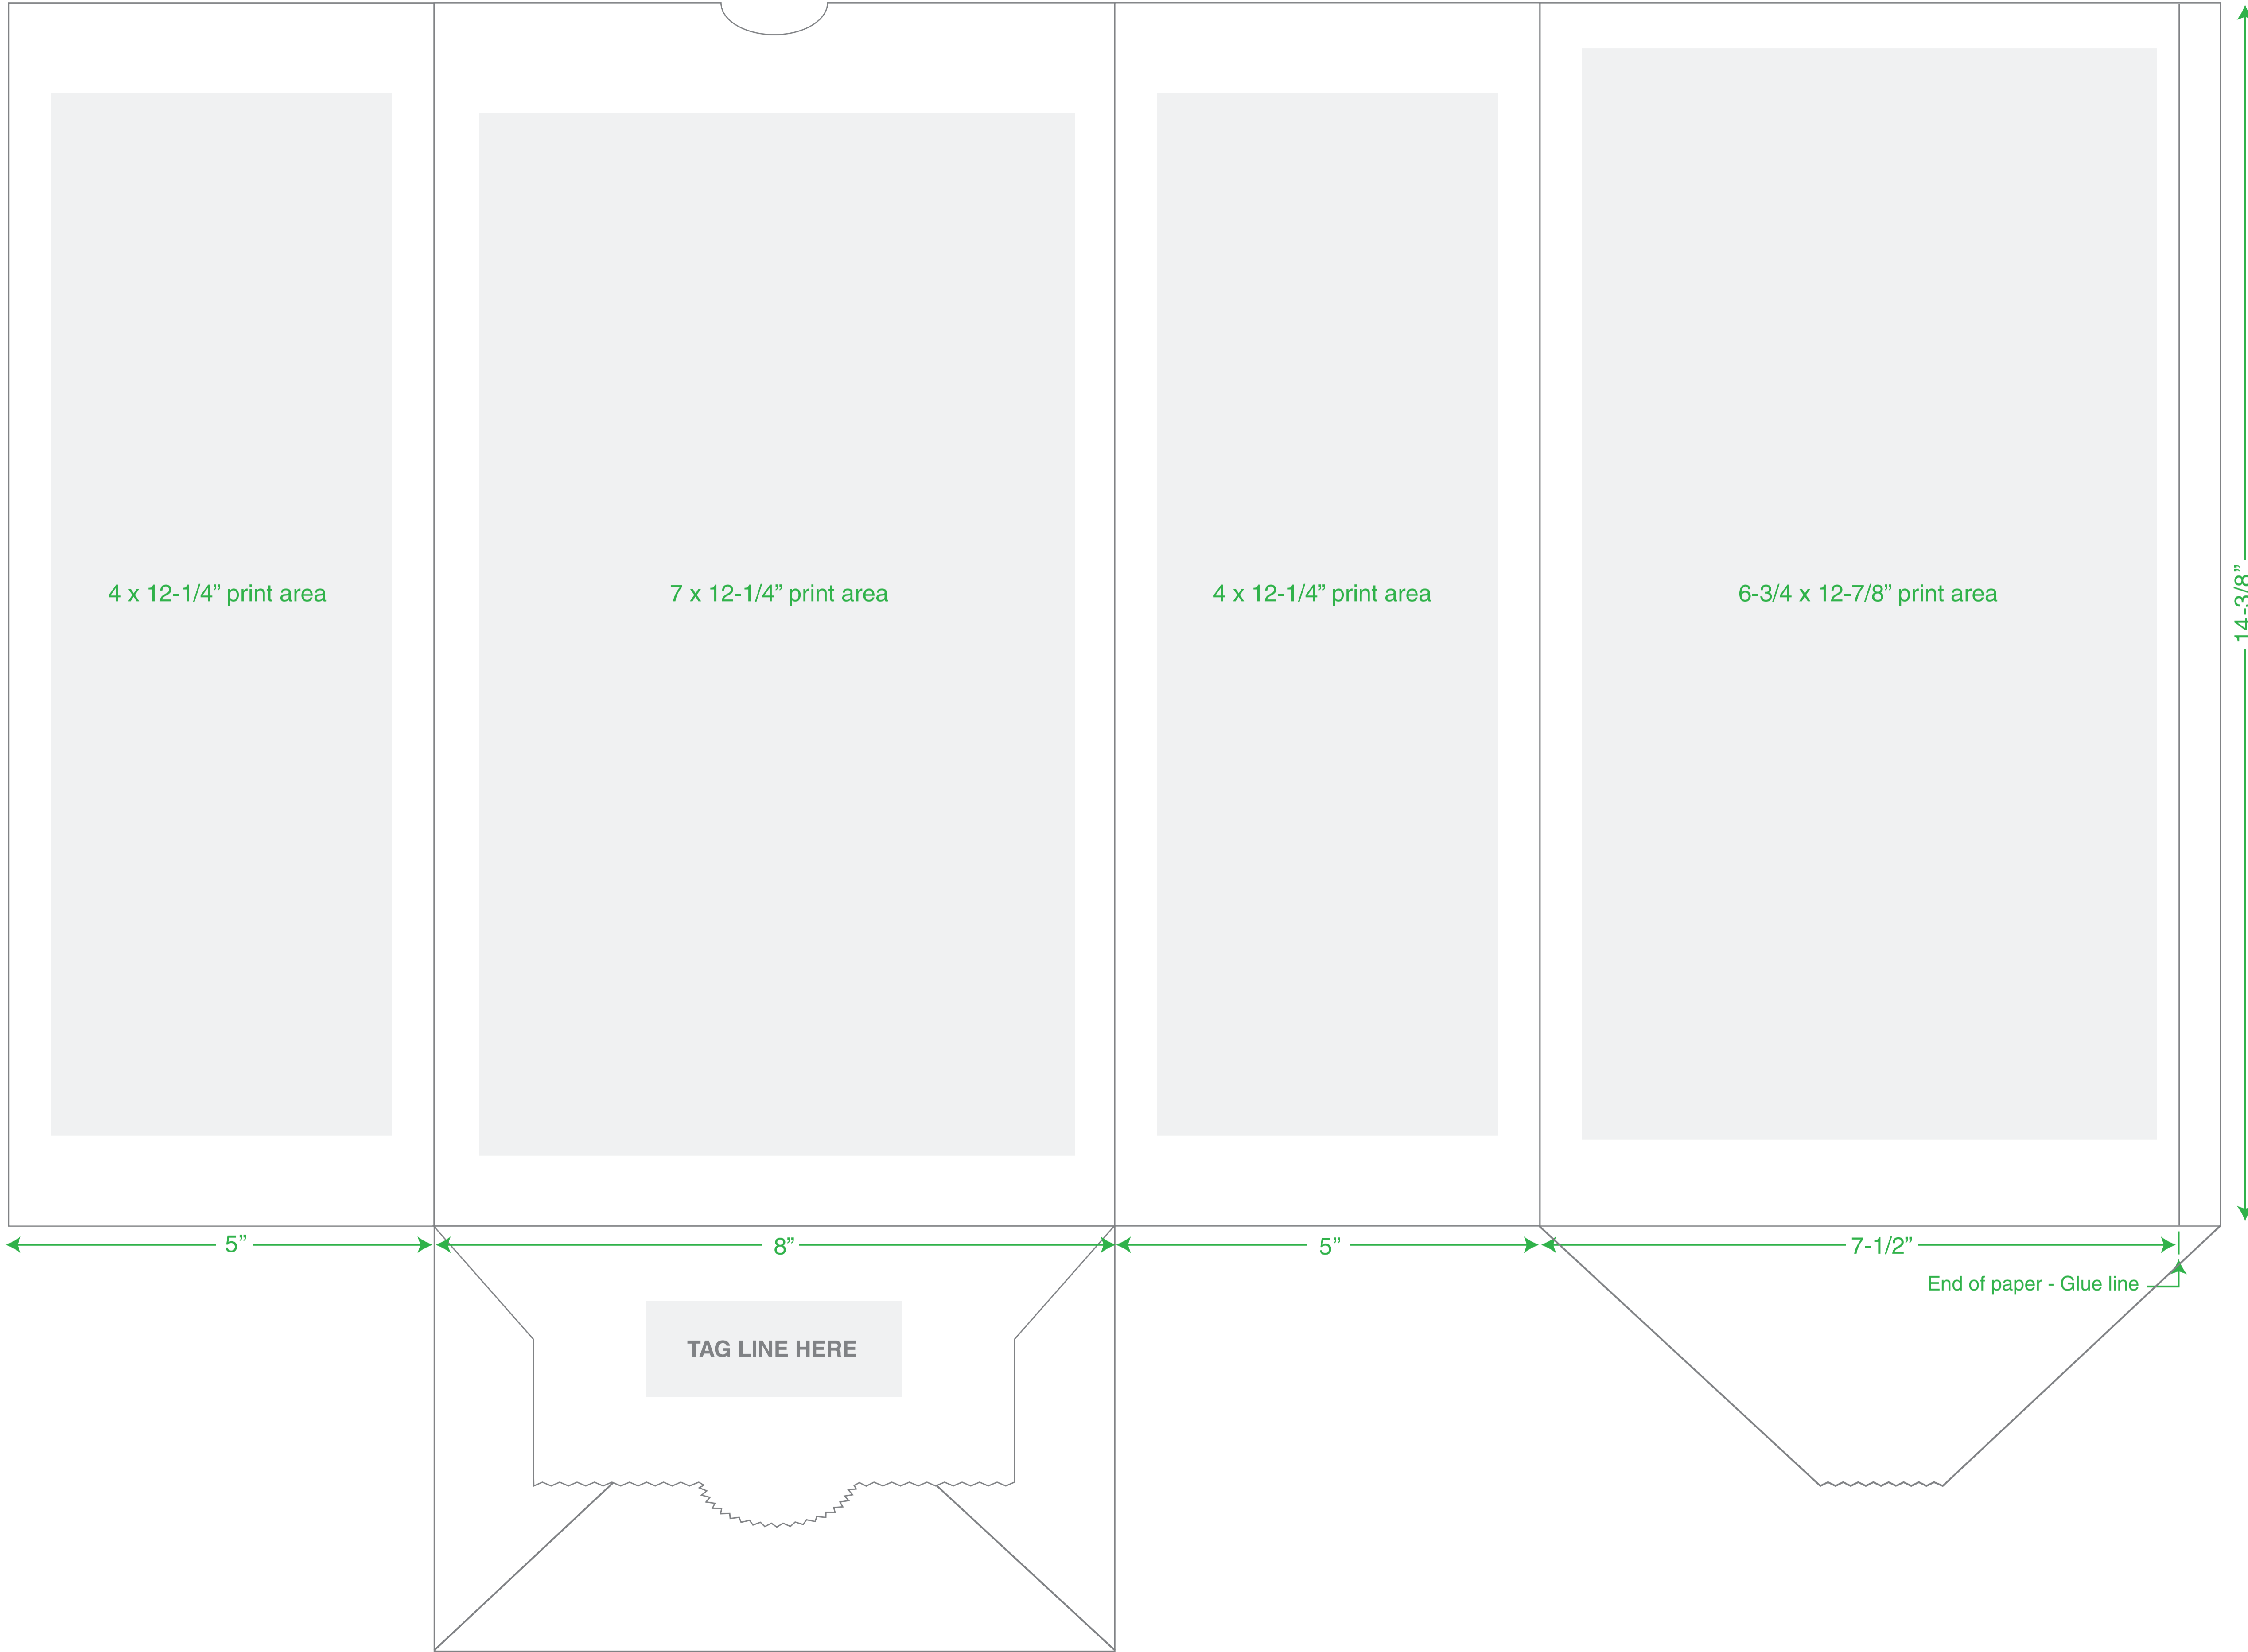 4 x 12-1/4” print area
7 x 12-1/4” print area
4 x 12-1/4” print area
6-3/4 x 12-7/8” print area
14-3/8”
5”
8”
5”
7-1/2”
End of paper - Glue line
TAG LINE HERE